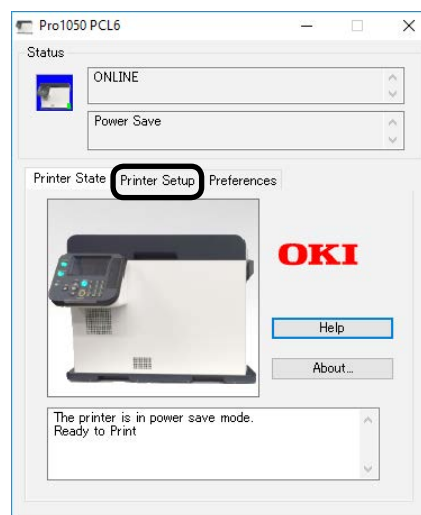 Pro1050 PCL6
Status
ONLINE
Power Save
Printer State Printer Setup Preferences
OKI
Help
About...
The printer is in power save mode.
Ready to Print